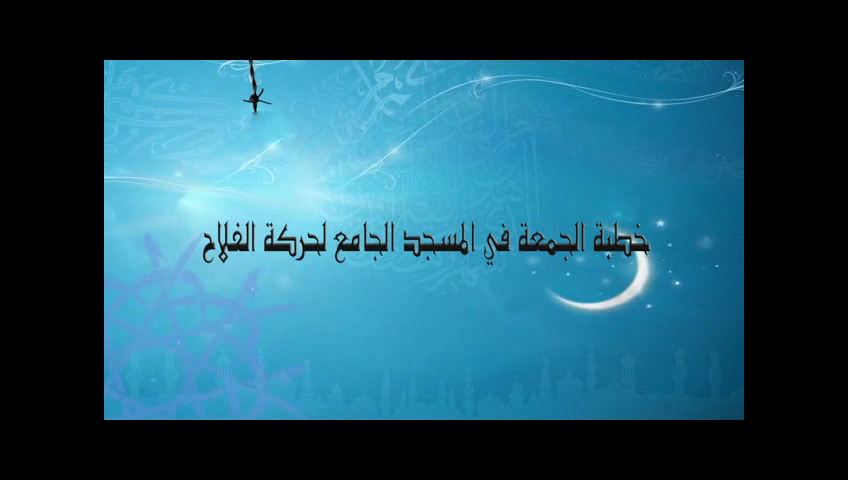 خطبة الجمعة في المسجد الجامع لحركة الفلاح